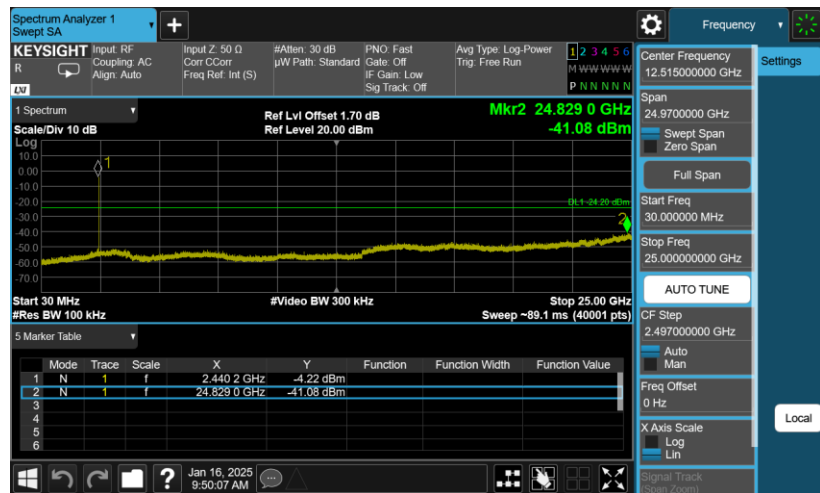 Spectrum Analyzer 1
Swept SA
+
Frequency
KEYSIGHT
R
LXI
Input: RF
Coupling: AC
Align: Auto
Input Z: 50 Ω
Corr CCorr
Freq Ref: Int (S)
#Atten: 30 dB
µW Path: Standard
PNO: Fast
Gate: Off
IF Gain: Low
Sig Track: Off
Avg Type: Log-Power
Trig: Free Run
1 2 3 4 5 6
M W W W W W
P N N N N N
1 Spectrum
Scale/Div 10 dB
Ref Lvl Offset 1.70 dB
Ref Level 20.00 dBm
Mkr2 24.829 0 GHz
-41.08 dBm
Log
10.0
0.00
-10.0
-20.0
-30.0
-40.0
-50.0
-60.0
-70.0
1
DL1 -24.20 dBm
2
Start 30 MHz
#Res BW 100 kHz
#Video BW 300 kHz
Stop 25.00 GHz
Sweep ~89.1 ms (40001 pts)
5 Marker Table
Mode Trace Scale X Y Function Function Width Function Value
1 N 1 f 2.440 2 GHz -4.22 dBm
2 N 1 f 24.829 0 GHz -41.08 dBm
3
4
5
6
Center Frequency
12.515000000 GHz
Span
24.9700000 GHz
Swept Span
Zero Span
Full Span
Start Freq
30.000000 MHz
Stop Freq
25.000000000 GHz
AUTO TUNE
CF Step
2.497000000 GHz
Auto
Man
Freq Offset
0 Hz
X Axis Scale
Log
Lin
Signal Track
(Span Zoom)
Settings
Local
?
Jan 16, 2025
9:50:07 AM